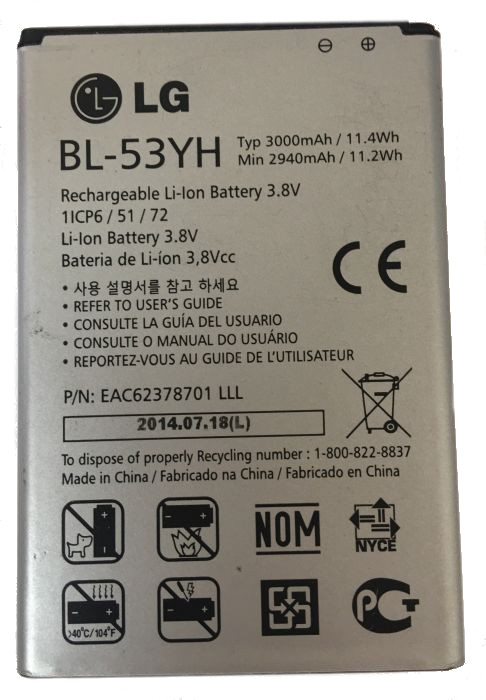 ⊖ ⊕
LG
BL-53YH
Typ 3000mAh / 11.4Wh
Min 2940mAh / 11.2Wh
Rechargeable Li-Ion Battery 3.8V
1ICP6 / 51 / 72
Li-Ion Battery 3.8V
Bateria de Li-íon 3,8Vcc
CE
• 사용 설명서를 참고 하세요
• REFER TO USER'S GUIDE
• CONSULTE LA GUÍA DEL USUARIO
• CONSULTE O MANUAL DO USUÁRIO
• REPORTEZ-VOUS AU GUIDE DE L'UTILISATEUR
P/N: EAC62378701 LLL
2014.07.18(L)
To dispose of properly Recycling number : 1-800-822-8837
Made in China / Fabricado na China / Fabricado en China
NOM
NYCE
>40°C/104°F
PCT